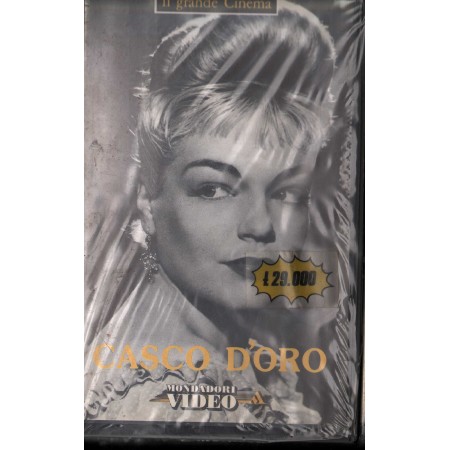 Il grande Cinema
£ 29.000
CASCO D'ORO
MONDADORI
VIDEO